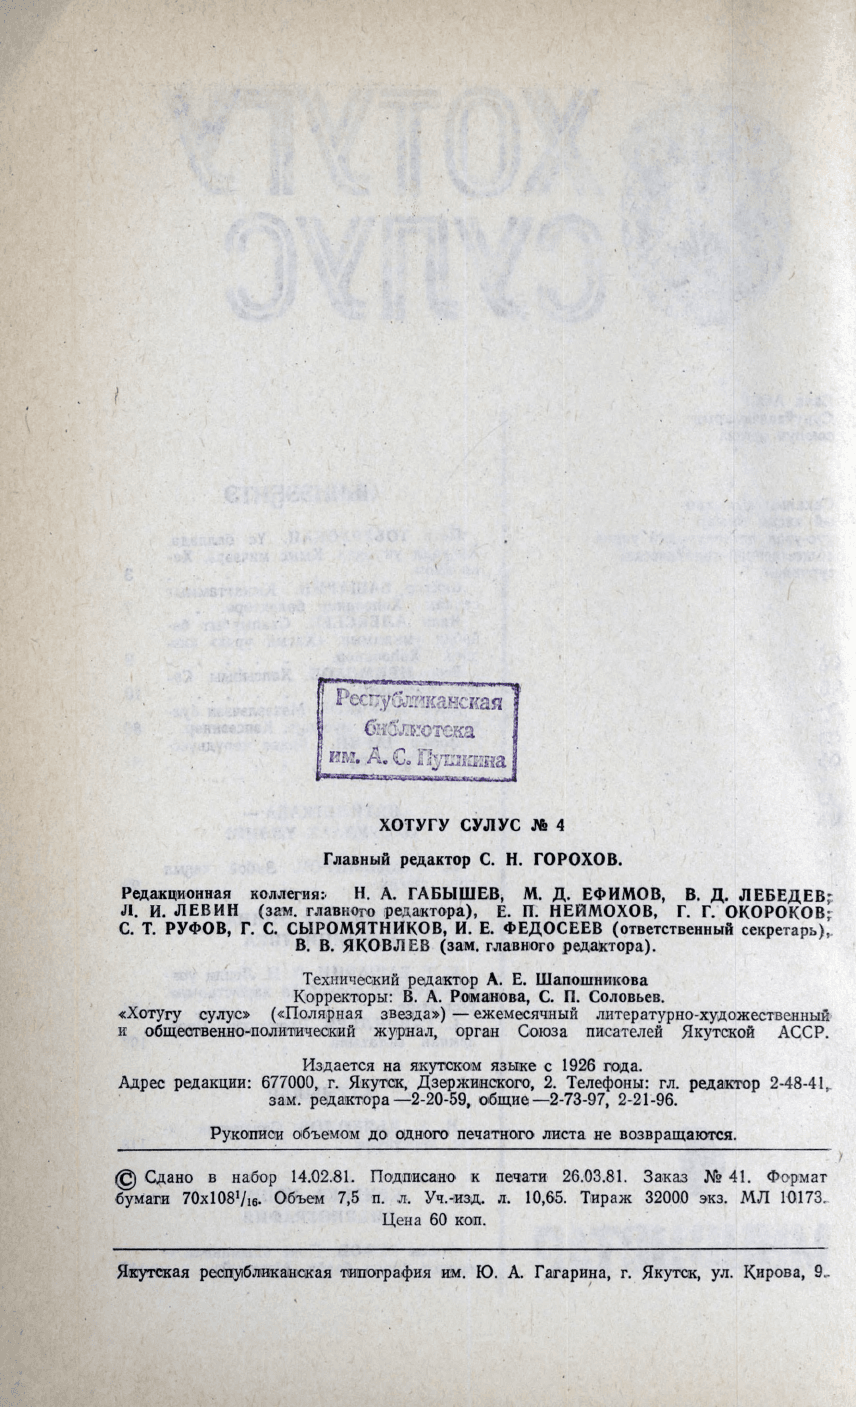 Республиканская
библиотека
им. А. С. Пушкина
ХОТУГУ СУЛУС № 4
Главный редактор С. Н. ГОРОХОВ.
Редакционная коллегия: Н. А. ГАБЫШЕВ, М. Д. ЕФИМОВ, В. Д. ЛЕБЕДЕВ,
Л. И. ЛЕВИН (зам. главного редактора), Е. П. НЕЙМОХОВ, Г. Г. ОКОРОКОВ,
С. Т. РУФОВ, Г. С. СЫРОМЯТНИКОВ, И. Е. ФЕДОСЕЕВ (ответственный секретарь),
В. В. ЯКОВЛЕВ (зам. главного редактора).
Технический редактор А. Е. Шапошникова
Корректоры: В. А. Романова, С. П. Соловьев.
«Хотугу сулус» («Полярная звезда») — ежемесячный литературно-художественный
и общественно-политический журнал, орган Союза писателей Якутской АССР.
Издается на якутском языке с 1926 года.
Адрес редакции: 677000, г. Якутск, Дзержинского, 2. Телефоны: гл. редактор 2-48-41,
зам. редактора —2-20-59, общие —2-73-97, 2-21-96.
Рукописи объемом до одного печатного листа не возвращаются.
© Сдано в набор 14.02.81. Подписано к печати 26.03.81. Заказ № 41. Формат
бумаги 70х108¹/₁₆. Объем 7,5 п. л. Уч.-изд. л. 10,65. Тираж 32000 экз. МЛ 10173.
Цена 60 коп.
Якутская республиканская типография им. Ю. А. Гагарина, г. Якутск, ул. Кирова, 9.